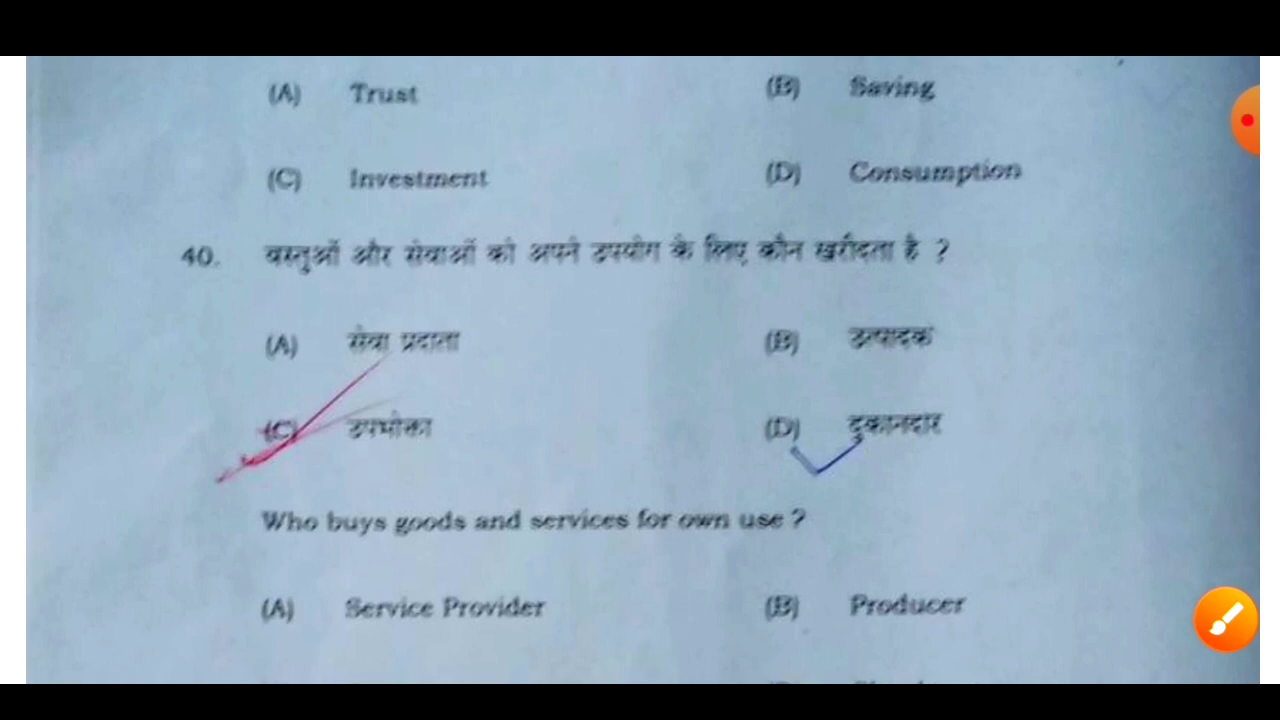 (A) Trust (B) Saving
(C) Investment (D) Consumption
40. वस्तुओं और सेवाओं को अपने उपयोग के लिए कौन खरीदता है ?
(A) सेवा प्रदाता (B) उत्पादक
(C) उपभोक्ता (D) दुकानदार
Who buys goods and services for own use ?
(A) Service Provider (B) Producer